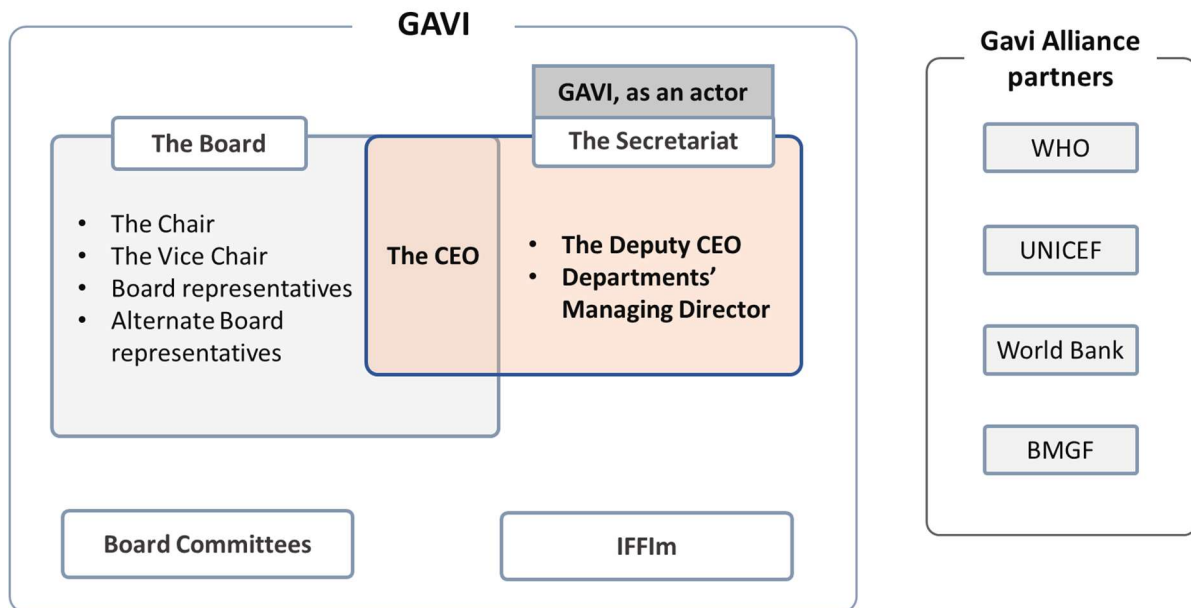 GAVI
GAVI, as an actor
The Board
The Secretariat
• The Chair
• The Vice Chair
• Board representatives
• Alternate Board
representatives
The CEO
• The Deputy CEO
• Departments’
Managing Director
Board Committees
IFFIm
Gavi Alliance
partners
WHO
UNICEF
World Bank
BMGF